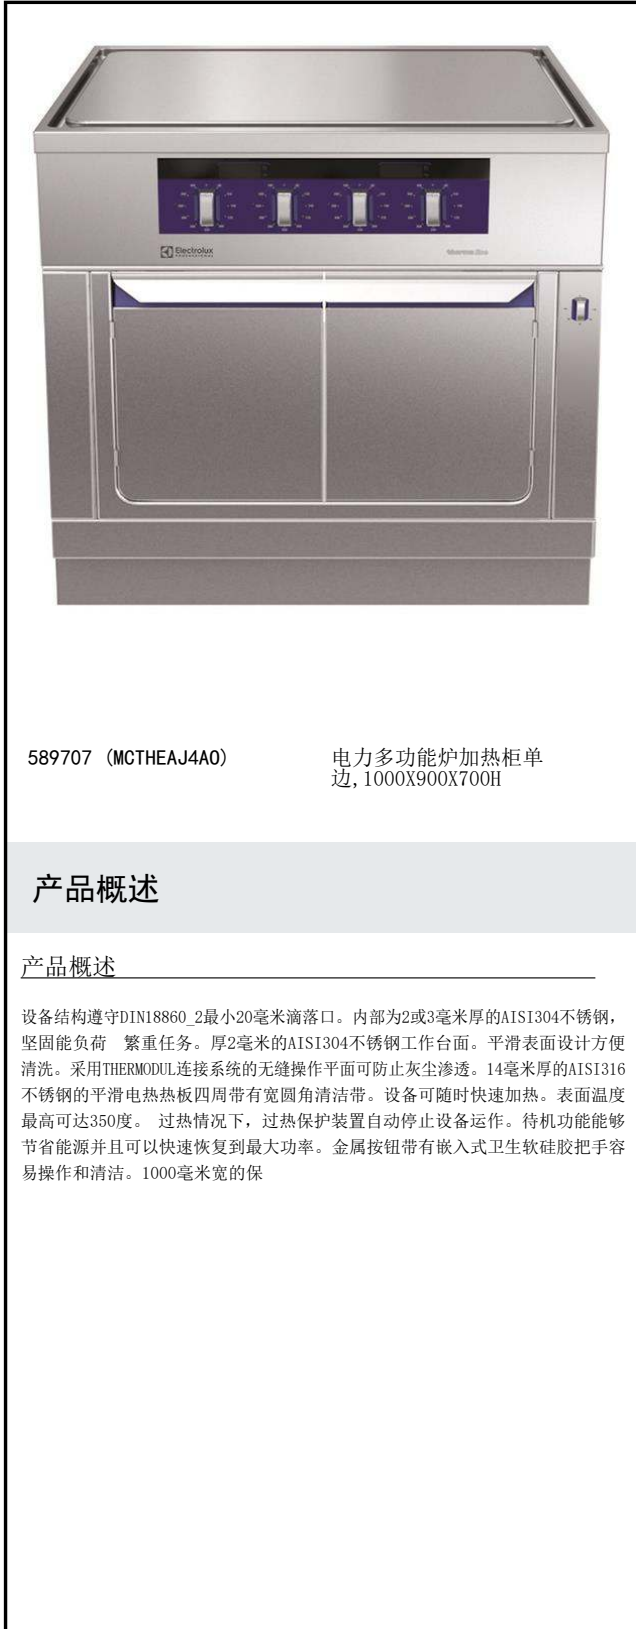 Electrolux
PROFESSIONAL
thermaline
589707 (MCTHEAJ4AO)
电力多功能炉加热柜单
边,1000X900X700H
产品概述
产品概述
设备结构遵守DIN18860_2最小20毫米滴落口。内部为2或3毫米厚的AISI304不锈钢，
坚固能负荷 繁重任务。厚2毫米的AISI304不锈钢工作台面。平滑表面设计方便
清洗。采用THERMODUL连接系统的无缝操作平面可防止灰尘渗透。14毫米厚的AISI316
不锈钢的平滑电热热板四周带有宽圆角清洁带。设备可随时快速加热。表面温度
最高可达350度。 过热情况下，过热保护装置自动停止设备运作。待机功能能够
节省能源并且可以快速恢复到最大功率。金属按钮带有嵌入式卫生软硅胶把手容
易操作和清洁。1000毫米宽的保